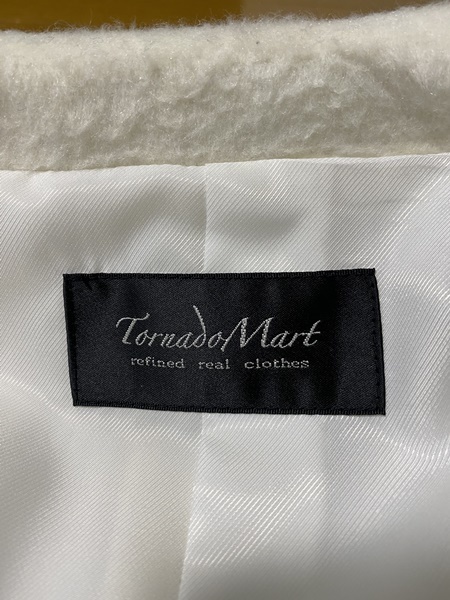 TornadoMart
refined real clothes